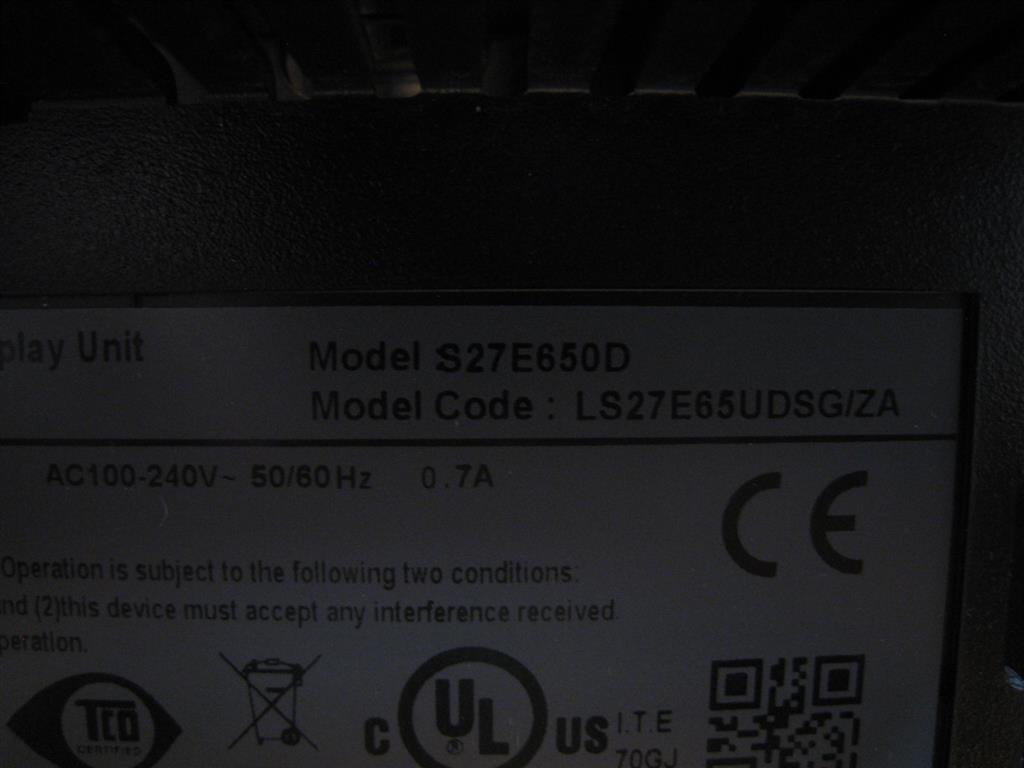 play Unit
Model S27E650D
Model Code : LS27E65UDSG/ZA
AC100-240V~ 50/60Hz 0.7A
CE
Operation is subject to the following two conditions:
nd (2)this device must accept any interference received.
peration.
TCO
CERTIFIED
C UL ® US
I.T.E
70GJ